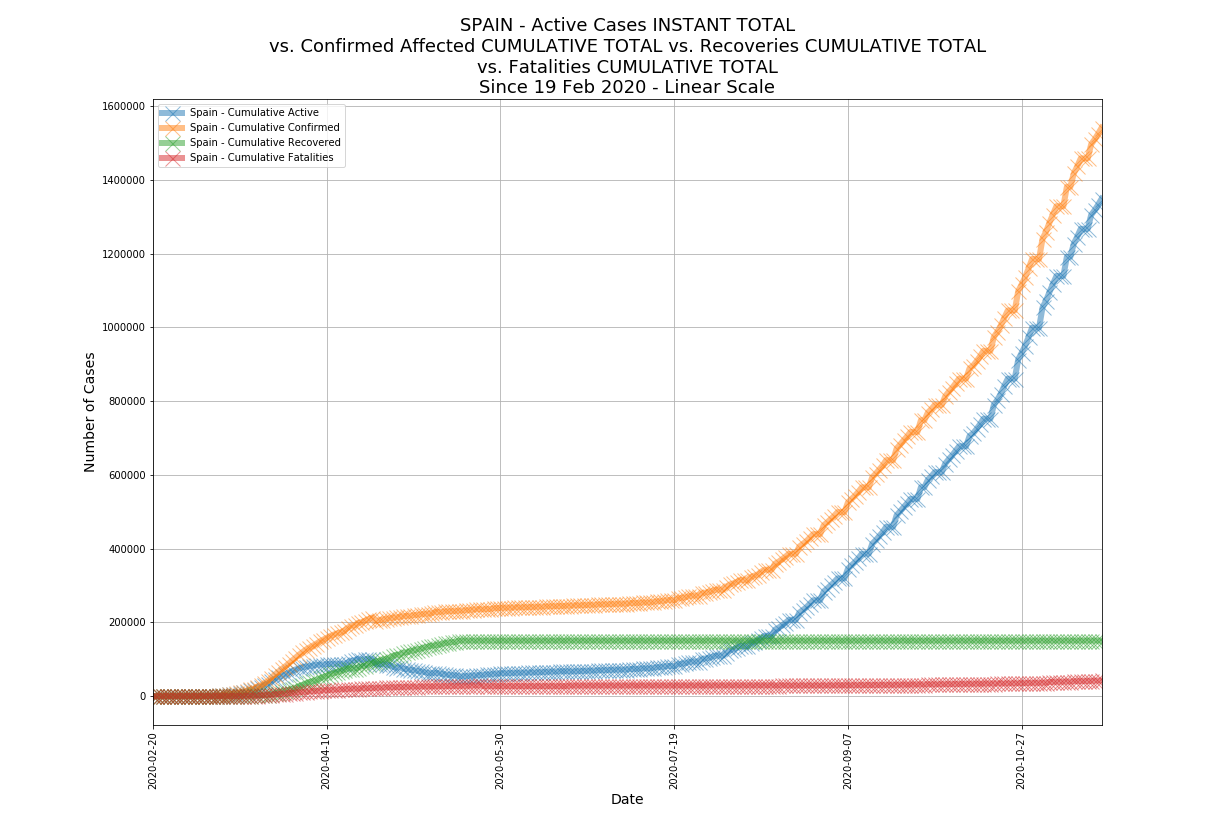 SPAIN - Active Cases INSTANT TOTAL
vs. Confirmed Affected CUMULATIVE TOTAL vs. Recoveries CUMULATIVE TOTAL
vs. Fatalities CUMULATIVE TOTAL
Since 19 Feb 2020 - Linear Scale
Spain - Cumulative Active
Spain - Cumulative Confirmed
Spain - Cumulative Recovered
Spain - Cumulative Fatalities
Number of Cases
1600000
1400000
1200000
1000000
800000
600000
400000
200000
0
2020-02-20
2020-04-10
2020-05-30
2020-07-19
2020-09-07
2020-10-27
Date